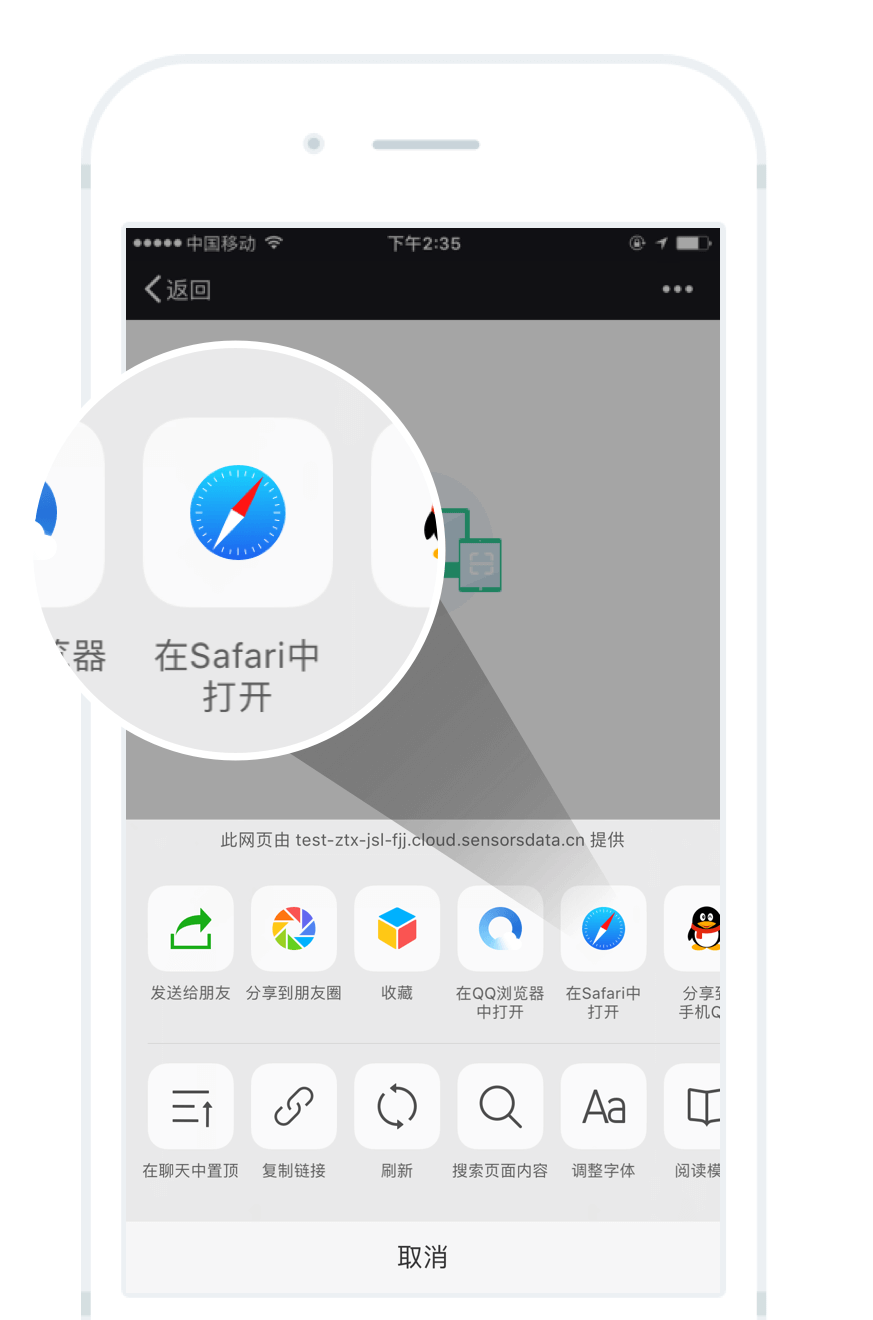 中国移动 下午2:35
返回
器 在Safari中
打开
此网页由 test-ztx-jsl-fjj.cloud.sensorsdata.cn 提供
发送给朋友 分享到朋友圈 收藏 在QQ浏览器 在Safari中 分享
中打开 打开 手机Q
在聊天中置顶 复制链接 刷新 搜索页面内容 Aa 调整字体 阅读模
取消